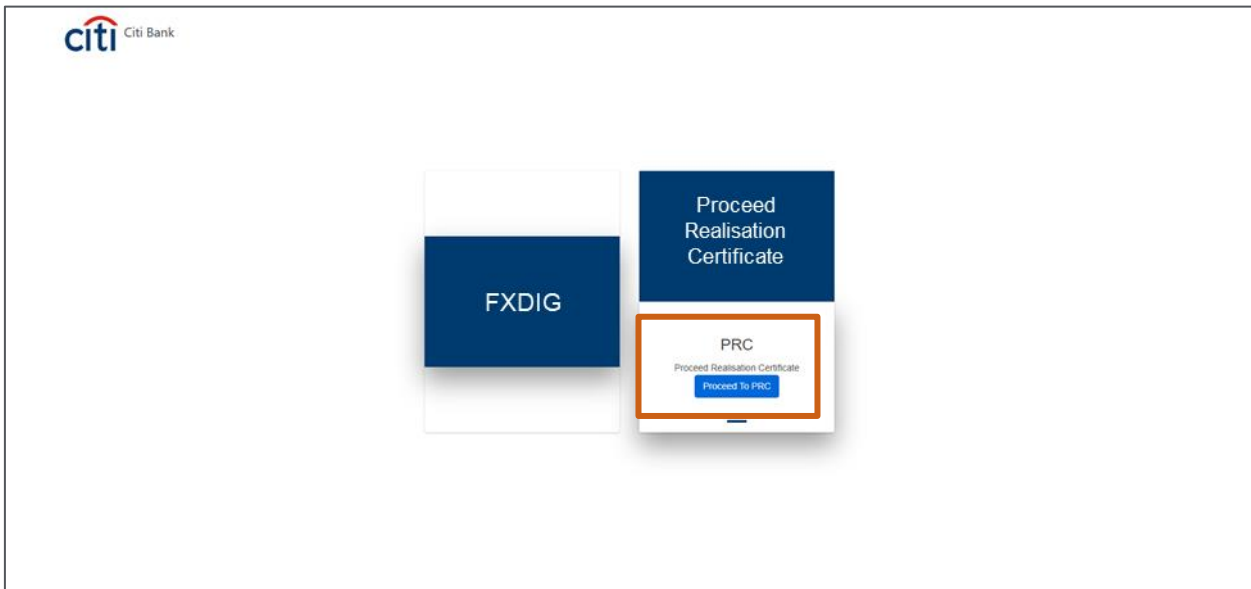 citi Citi Bank
FXDIG
Proceed
Realisation
Certificate
PRC
Proceed Realisation Certificate
Proceed To PRC